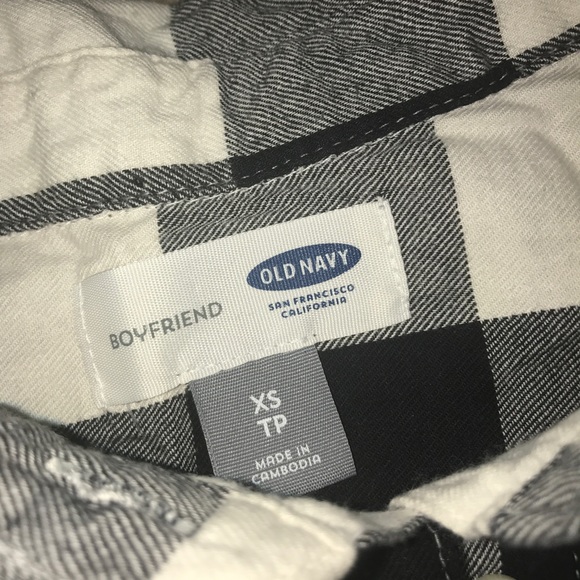 BOYFRIEND
OLD NAVY
SAN FRANCISCO
CALIFORNIA
XS
TP
MADE IN
CAMBODIA